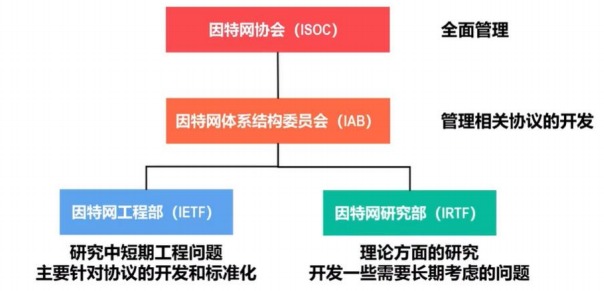 因特网协会（ISOC）
全面管理
因特网体系结构委员会（IAB）
管理相关协议的开发
因特网工程部（IETF）
因特网研究部（IRTF）
研究中短期工程问题
主要针对协议的开发和标准化
理论方面的研究
开发一些需要长期考虑的问题